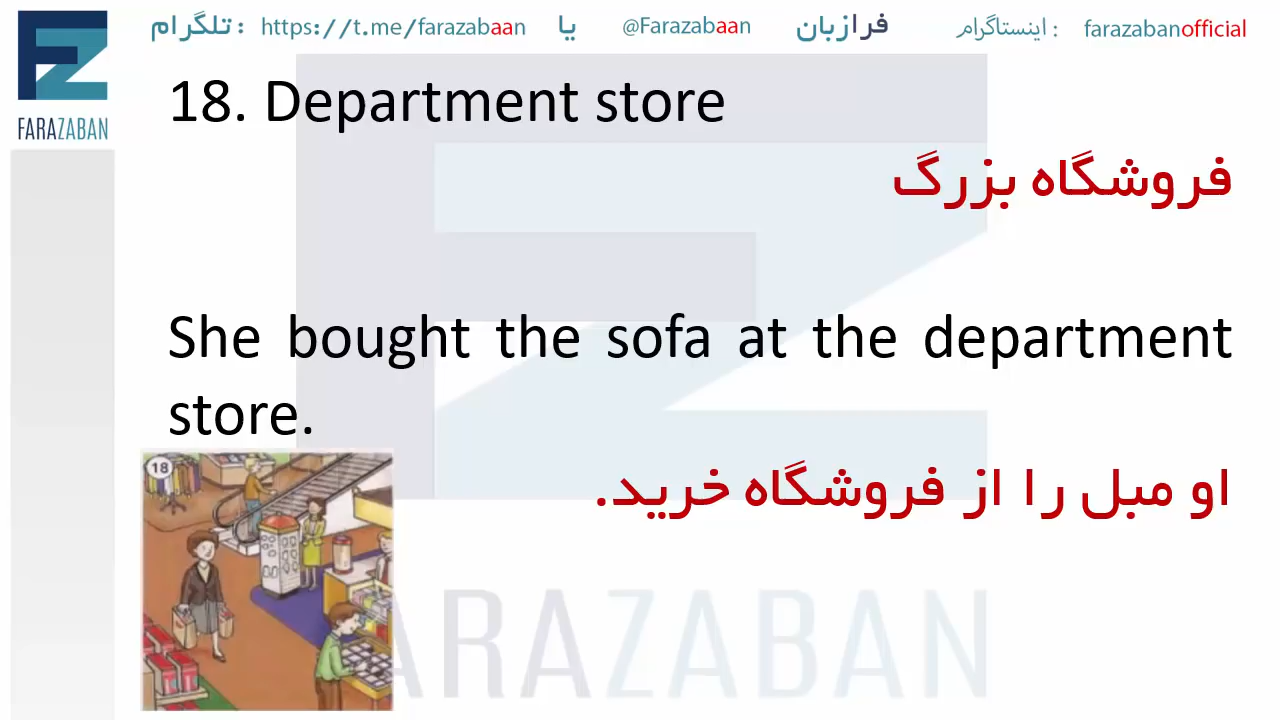 تلگرام : https://t.me/farazabaan یا @Farazabaan فرازبان اینستاگرام : farazabanofficial
FZ
FARAZABAN
18. Department store
فروشگاه بزرگ
She bought the sofa at the department
store.
او مبل را از فروشگاه خرید.
18
FARAZABAN